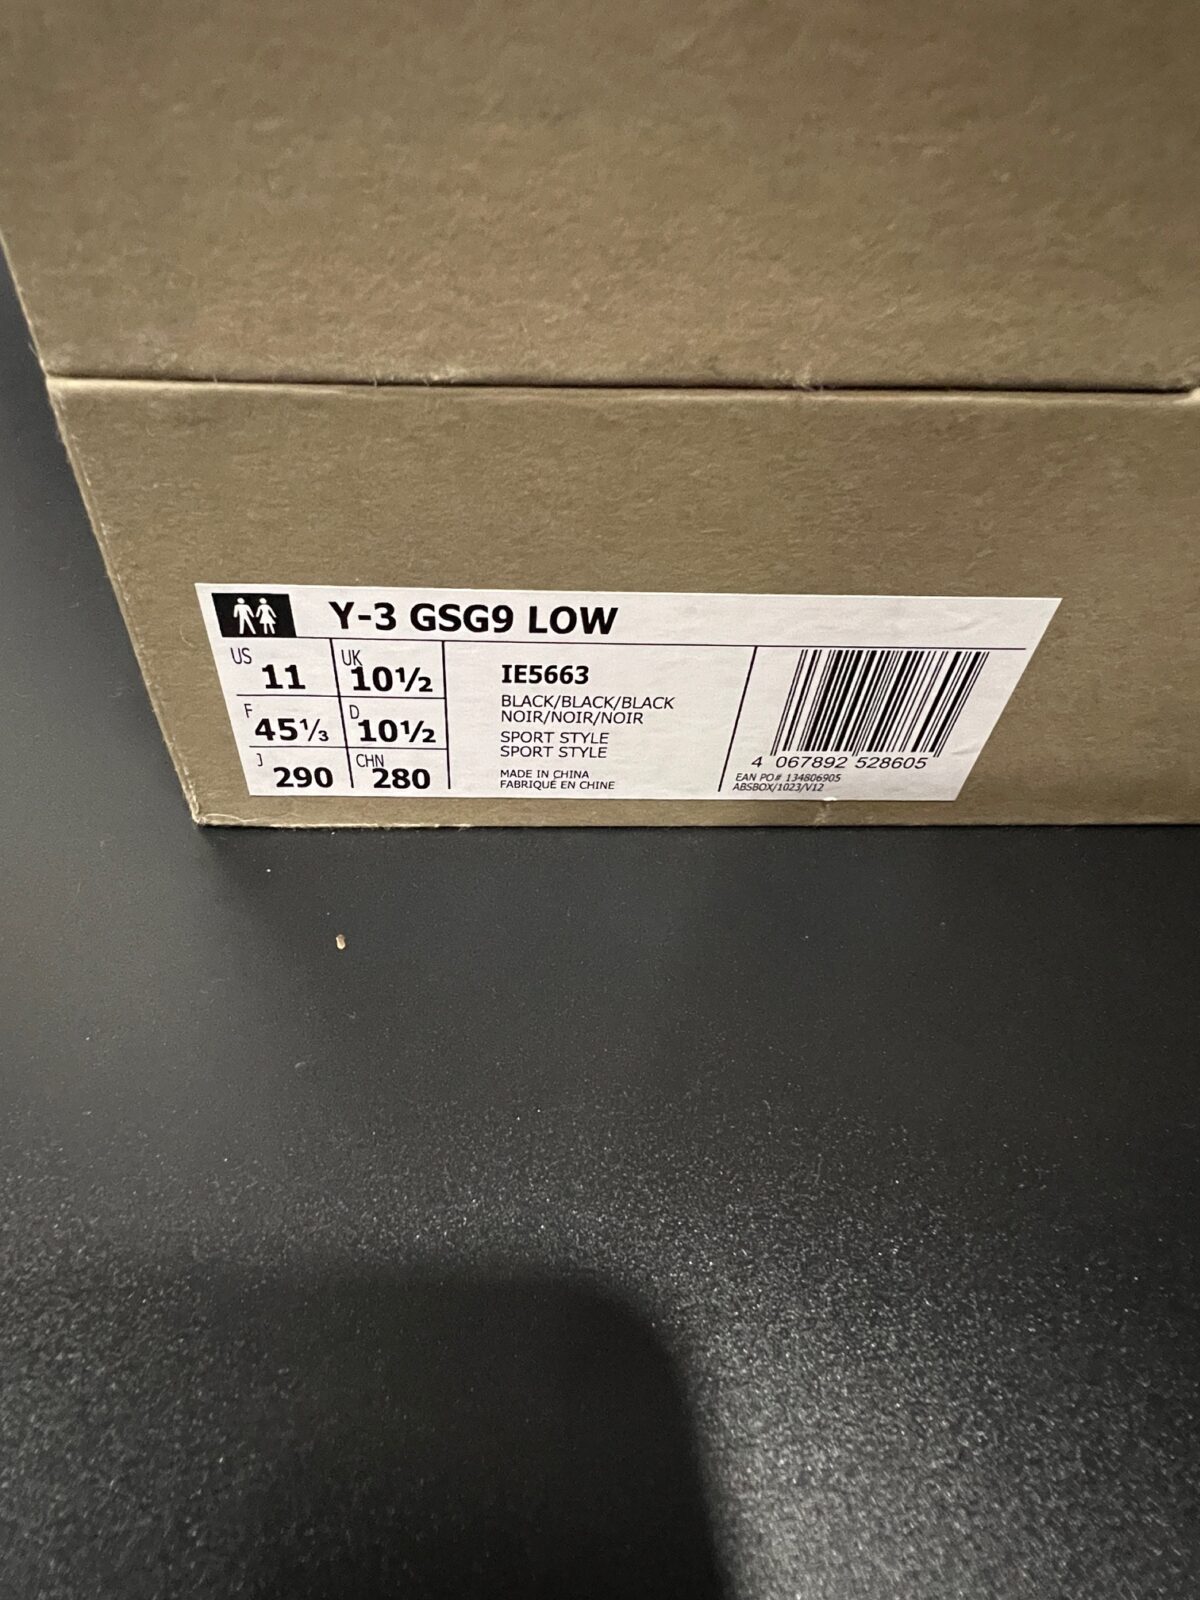 Y-3 GSG9 LOW
US 11 UK 10½
F 45⅓ D 10½
J 290 CHN 280
IE5663
BLACK/BLACK/BLACK
NOIR/NOIR/NOIR
SPORT STYLE
SPORT STYLE
MADE IN CHINA
FABRIQUÉ EN CHINE
4 067892 528605
EAN PO# 134806905
ABSBOX/1023/V12